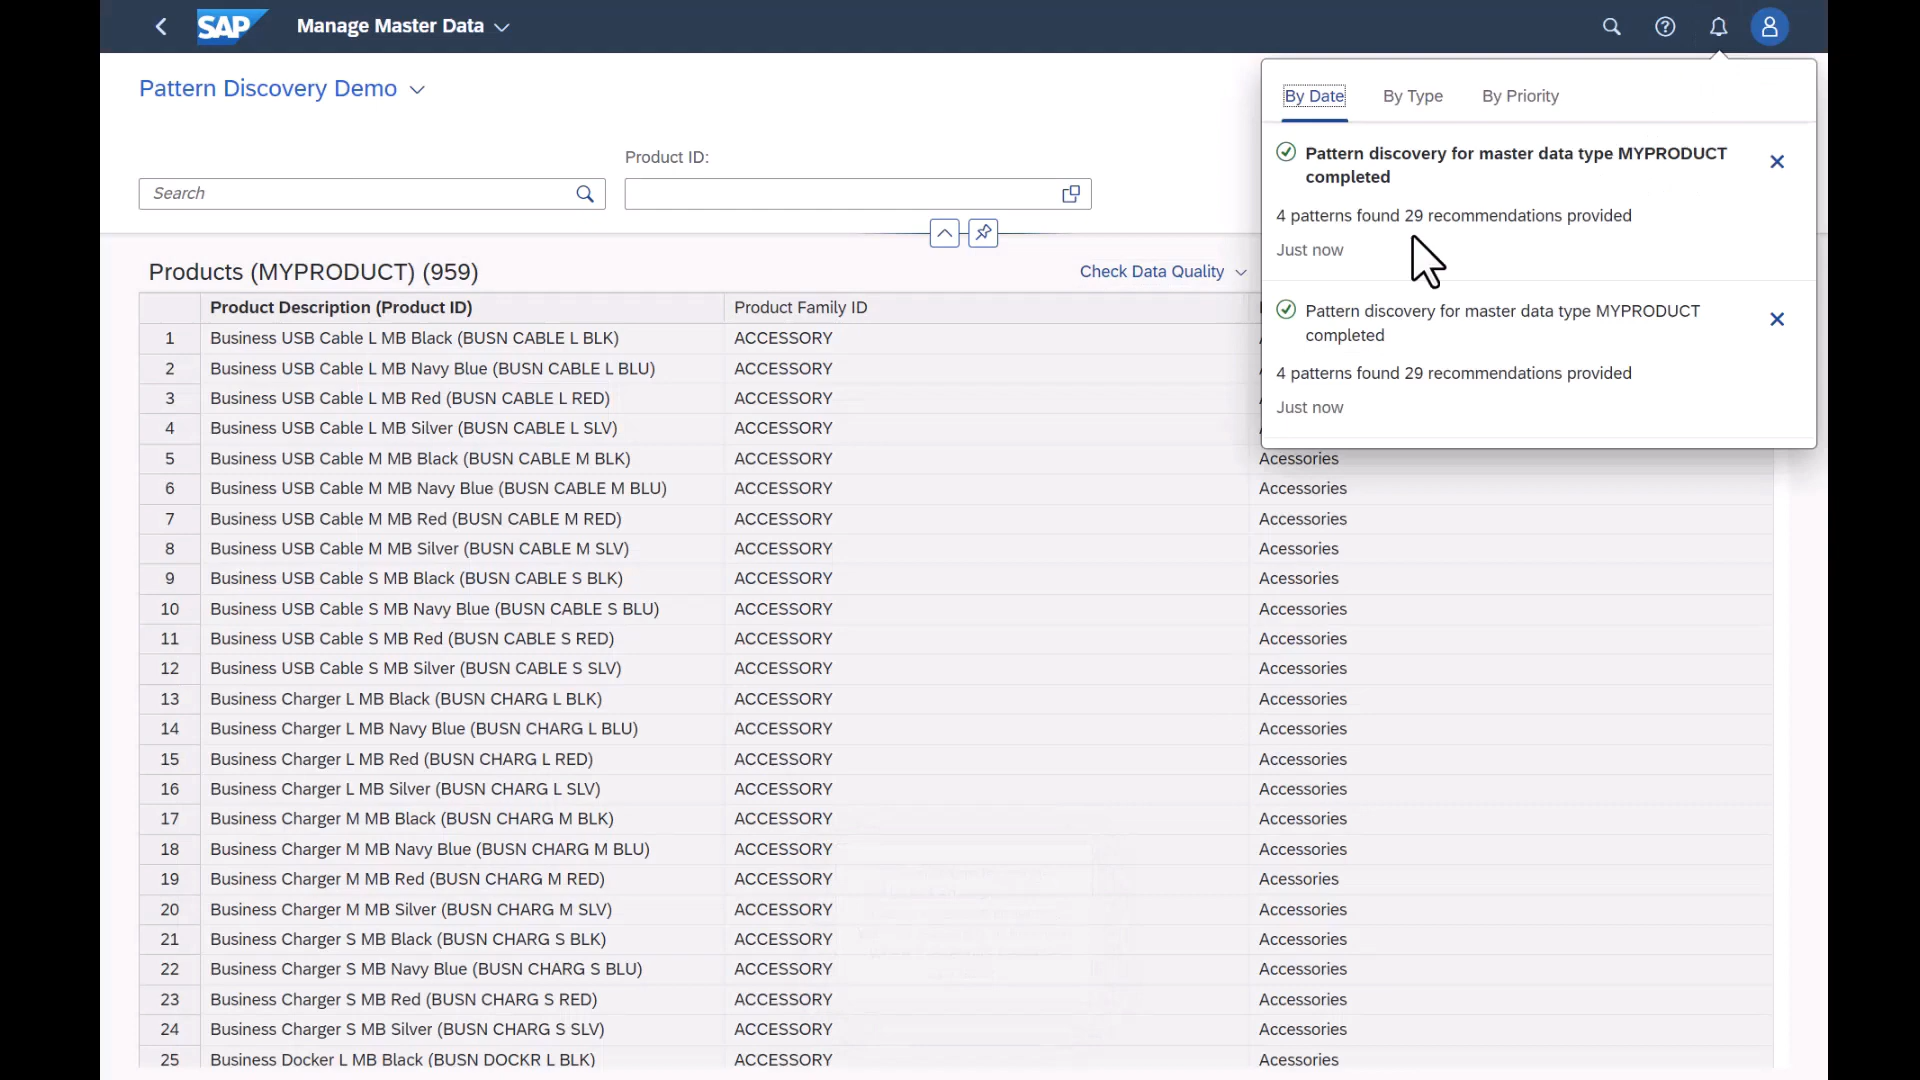 SAP Manage Master Data
Pattern Discovery Demo
Product ID:
Search
By Date By Type By Priority
Pattern discovery for master data type MYPRODUCT
completed
4 patterns found 29 recommendations provided
Just now
Pattern discovery for master data type MYPRODUCT
completed
4 patterns found 29 recommendations provided
Just now
Products (MYPRODUCT) (959) Check Data Quality
Product Description (Product ID) Product Family ID
1 Business USB Cable L MB Black (BUSN CABLE L BLK) ACCESSORY
2 Business USB Cable L MB Navy Blue (BUSN CABLE L BLU) ACCESSORY
3 Business USB Cable L MB Red (BUSN CABLE L RED) ACCESSORY
4 Business USB Cable L MB Silver (BUSN CABLE L SLV) ACCESSORY
5 Business USB Cable M MB Black (BUSN CABLE M BLK) ACCESSORY Acessories
6 Business USB Cable M MB Navy Blue (BUSN CABLE M BLU) ACCESSORY Accessories
7 Business USB Cable M MB Red (BUSN CABLE M RED) ACCESSORY Accessories
8 Business USB Cable M MB Silver (BUSN CABLE M SLV) ACCESSORY Acessories
9 Business USB Cable S MB Black (BUSN CABLE S BLK) ACCESSORY Acessories
10 Business USB Cable S MB Navy Blue (BUSN CABLE S BLU) ACCESSORY Accessories
11 Business USB Cable S MB Red (BUSN CABLE S RED) ACCESSORY Accessories
12 Business USB Cable S MB Silver (BUSN CABLE S SLV) ACCESSORY Accessories
13 Business Charger L MB Black (BUSN CHARG L BLK) ACCESSORY Accessories
14 Business Charger L MB Navy Blue (BUSN CHARG L BLU) ACCESSORY Accessories
15 Business Charger L MB Red (BUSN CHARG L RED) ACCESSORY Accessories
16 Business Charger L MB Silver (BUSN CHARG L SLV) ACCESSORY Accessories
17 Business Charger M MB Black (BUSN CHARG M BLK) ACCESSORY Accessories
18 Business Charger M MB Navy Blue (BUSN CHARG M BLU) ACCESSORY Accessories
19 Business Charger M MB Red (BUSN CHARG M RED) ACCESSORY Acessories
20 Business Charger M MB Silver (BUSN CHARG M SLV) ACCESSORY Accessories
21 Business Charger S MB Black (BUSN CHARG S BLK) ACCESSORY Accessories
22 Business Charger S MB Navy Blue (BUSN CHARG S BLU) ACCESSORY Accessories
23 Business Charger S MB Red (BUSN CHARG S RED) ACCESSORY Accessories
24 Business Charger S MB Silver (BUSN CHARG S SLV) ACCESSORY Accessories
25 Business Docker L MB Black (BUSN DOCKR L BLK) ACCESSORY Acessories